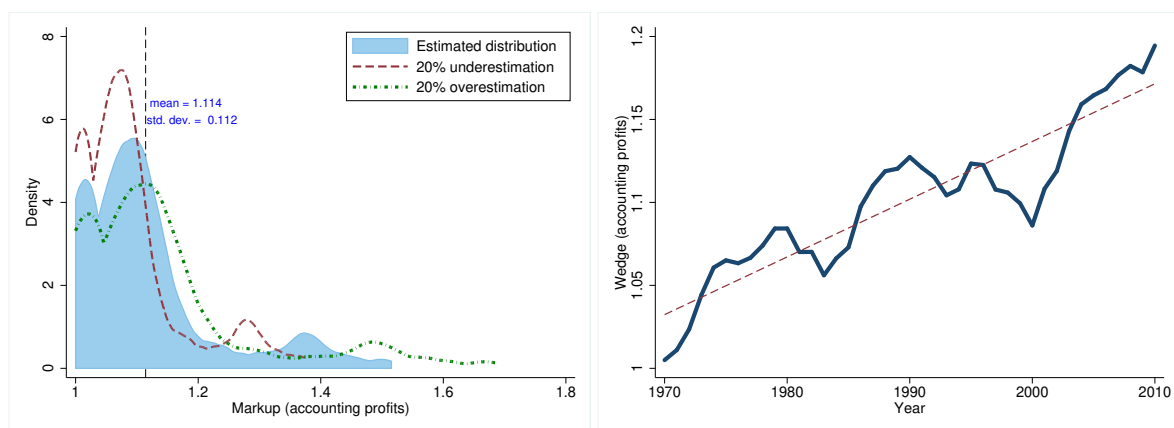 Estimated distribution
20% underestimation
20% overestimation
mean = 1.114
std. dev. = 0.112
Density
8
6
4
2
0
1
1.2
1.4
1.6
1.8
Markup (accounting profits)
Wedge (accounting profits)
1.2
1.15
1.1
1.05
1
1970
1980
1990
2000
2010
Year